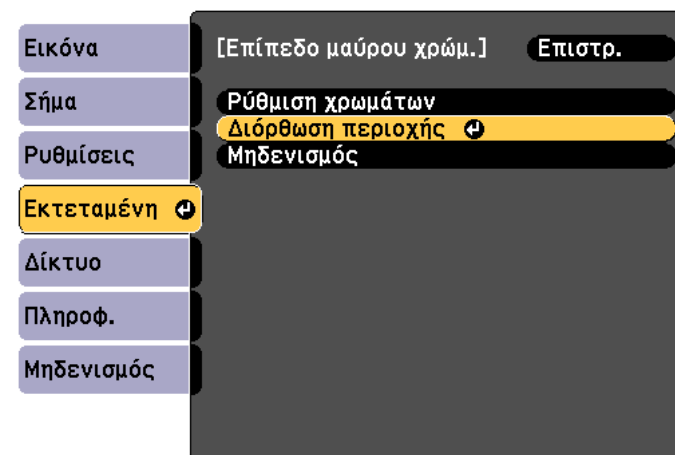 Εικόνα
Σήμα
Ρυθμίσεις
Εκτεταμένη
Δίκτυο
Πληροφ.
Μηδενισμός
[Επίπεδο μαύρου χρώμ.] Επιστρ.
Ρύθμιση χρωμάτων
Διόρθωση περιοχής
Μηδενισμός